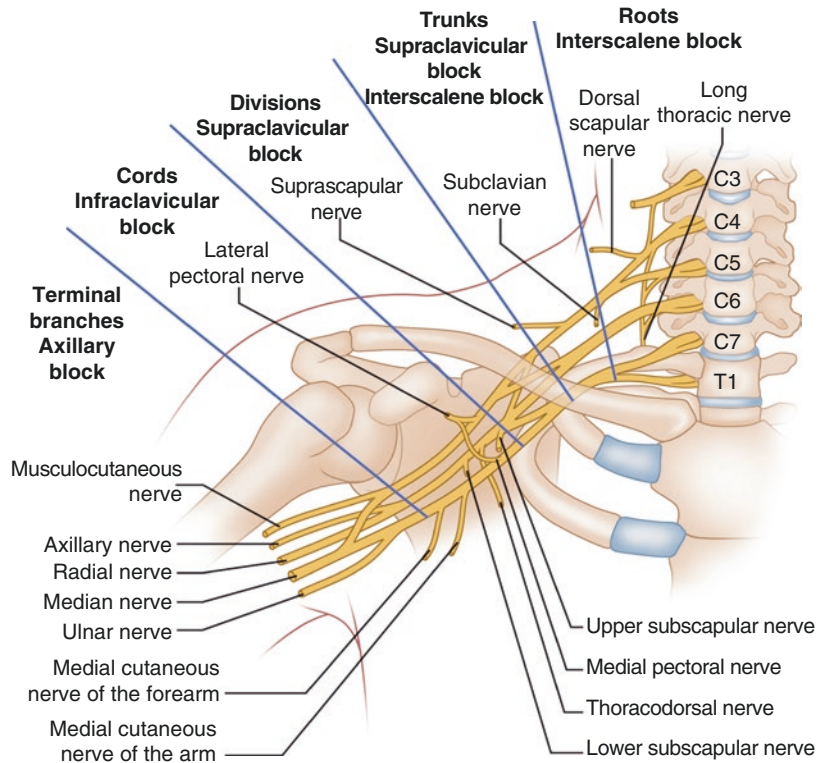 Trunks
Supraclavicular
block
Interscalene block
Roots
Interscalene block
Divisions
Supraclavicular
block
Dorsal
scapular
nerve
Long
thoracic nerve
Cords
Infraclavicular
block
Suprascapular
nerve
Subclavian
nerve
Lateral
pectoral nerve
Terminal
branches
Axillary
block
C3
C4
C5
C6
C7
T1
Musculocutaneous
nerve
Axillary nerve
Radial nerve
Median nerve
Ulnar nerve
Medial cutaneous
nerve of the forearm
Medial cutaneous
nerve of the arm
Upper subscapular nerve
Medial pectoral nerve
Thoracodorsal nerve
Lower subscapular nerve